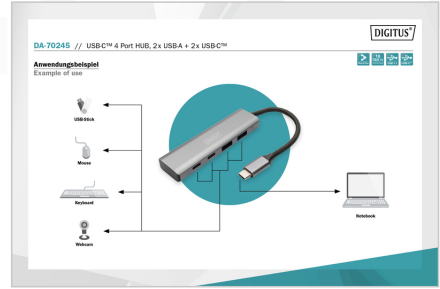 DIGITUS®
DA-70245 // USB-C™ 4 Port HUB, 2x USB-A + 2x USB-C™
Anwendungsbeispiel
Example of use
USB-Stick
Mouse
Keyboard
Webcam
Notebook